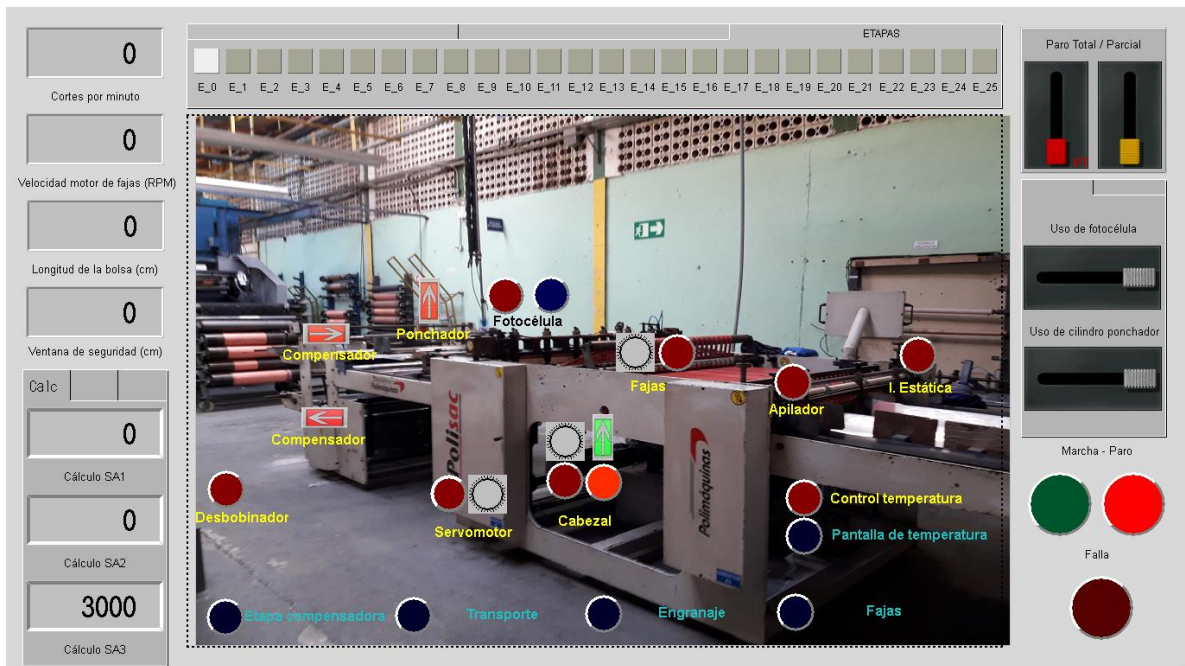 0
Cortes por minuto
0
Velocidad motor de fajas (RPM)
0
Longitud de la bolsa (cm)
0
Ventana de seguridad (cm)
Calc
0
Cálculo SA1
0
Cálculo SA2
3000
Cálculo SA3
ETAPAS
E_0 E_1 E_2 E_3 E_4 E_5 E_6 E_7 E_8 E_9 E_10 E_11 E_12 E_13 E_14 E_15 E_16 E_17 E_18 E_19 E_20 E_21 E_22 E_23 E_24 E_25
Ponchador
Fotocélula
Compensador
Fajas
I. Estática
Apilador
Compensador
Polimáquinas
Polisac
Polimáquinas
Desbobinador
Servomotor
Cabezal
Control temperatura
Pantalla de temperatura
Etapa compensadora
Transporte
Engranaje
Fajas
Paro Total / Parcial
PT
Uso de fotocélula
Uso de cilindro ponchador
Marcha - Paro
Falla